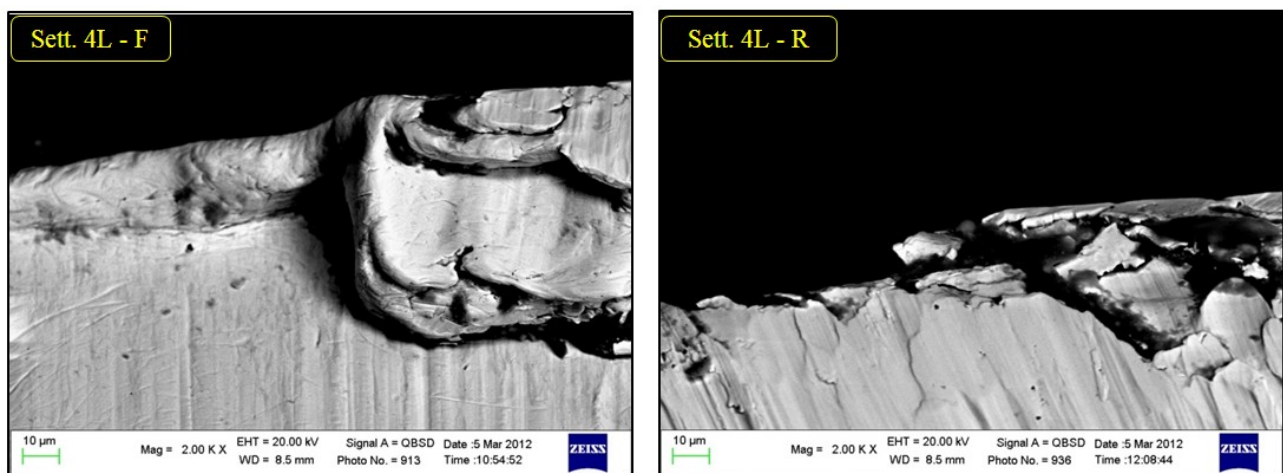 Sett. 4L - F
10 µm
Mag = 2.00 K X
EHT = 20.00 kV
WD = 8.5 mm
Signal A = QBSD
Photo No. = 913
Date :5 Mar 2012
Time :10:54:52
ZEISS
Sett. 4L - R
10 µm
Mag = 2.00 K X
EHT = 20.00 kV
WD = 8.5 mm
Signal A = QBSD
Photo No. = 936
Date :5 Mar 2012
Time :12:08:44
ZEISS